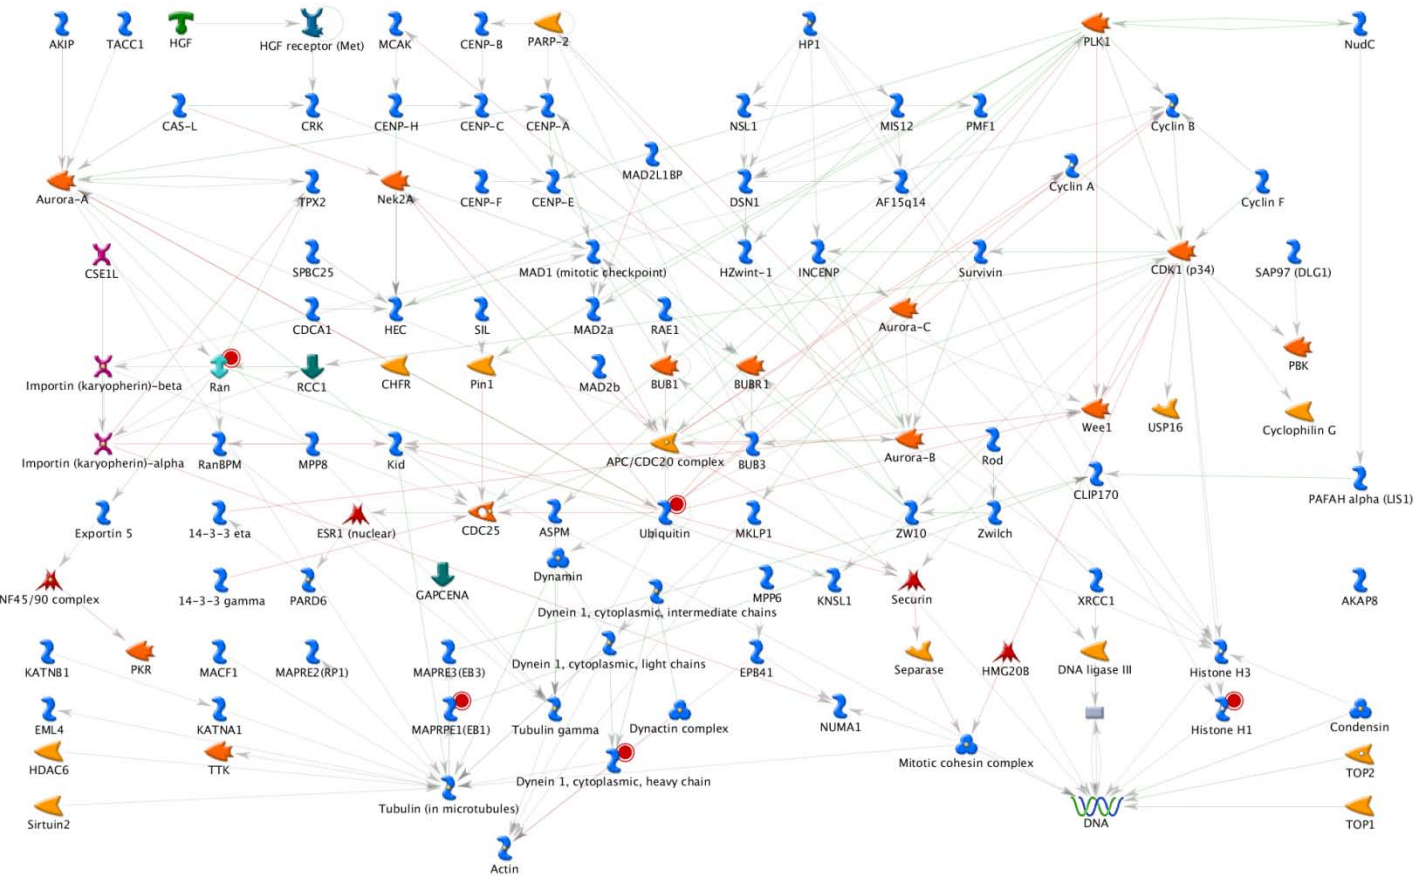 AKIP
TACC1
HGF
HGF receptor (Met)
MCAK
CENP-B
PARP-2
HP1
PLK1
NudC
CAS-L
CRK
CENP-H
CENP-C
CENP-A
NSL1
MIS12
PMF1
Cyclin B
MAD2L1BP
Aurora-A
TPX2
Nek2A
CENP-F
CENP-E
DSN1
AF15q14
Cyclin A
Cyclin F
CSE1L
SPBC25
MAD1 (mitotic checkpoint)
HZwint-1
INCENP
Survivin
CDK1 (p34)
SAP97 (DLG1)
CDCA1
HEC
SIL
MAD2a
RAE1
Aurora-C
Importin (karyopherin)-beta
Ran
RCC1
CHFR
Pin1
MAD2b
BUB1
BUBR1
PBK
Importin (karyopherin)-alpha
RanBPM
MPP8
Kid
APC/CDC20 complex
BUB3
Aurora-B
Rod
Wee1
USP16
Cyclophilin G
CLIP170
PAFAH alpha (LIS1)
Exportin 5
14-3-3 eta
ESR1 (nuclear)
CDC25
ASPM
Ubiquitin
MKLP1
ZW10
Zwilch
Dynamin
NF45/90 complex
14-3-3 gamma
PARD6
GAPCENA
Dynein 1, cytoplasmic, intermediate chains
MPP6
KNSL1
Securin
XRCC1
AKAP8
KATNB1
PKR
MACF1
MAPRE2(RP1)
MAPRE3(EB3)
Dynein 1, cytoplasmic, light chains
EPB41
Separase
HMG20B
DNA ligase III
Histone H3
EML4
KATNA1
MAPRPE1(EB1)
Tubulin gamma
Dynactin complex
NUMA1
Histone H1
Condensin
HDAC6
TTK
Dynein 1, cytoplasmic, heavy chain
Mitotic cohesin complex
TOP2
Sirtuin2
Tubulin (in microtubules)
DNA
TOP1
Actin